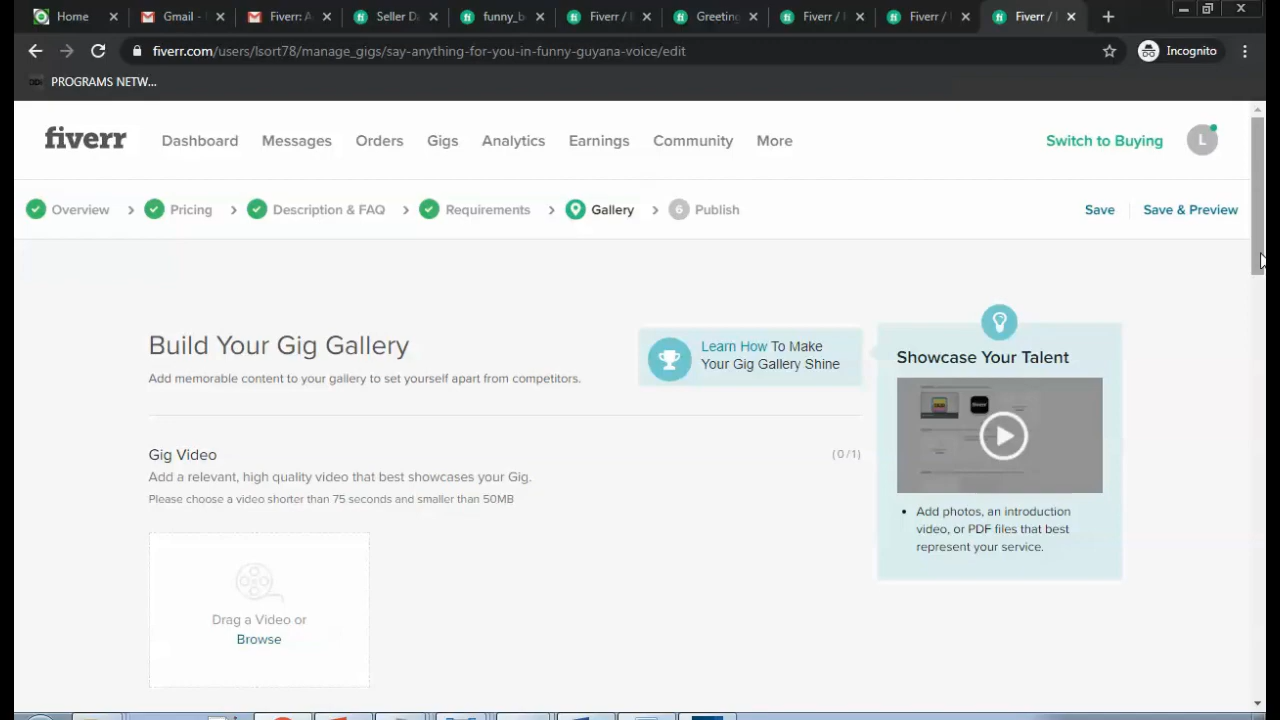 Home
Gmail -
Fiverr: A
Seller D
funny_b
Fiverr /
Greeting
Fiverr /
Fiverr /
Fiverr /
fiverr.com/users/lsort78/manage_gigs/say-anything-for-you-in-funny-guyana-voice/edit
Incognito
PROGRAMS NETW...
fiverr
Dashboard
Messages
Orders
Gigs
Analytics
Earnings
Community
More
Switch to Buying
L
Overview
Pricing
Description & FAQ
Requirements
Gallery
6 Publish
Save
Save & Preview
Build Your Gig Gallery
Add memorable content to your gallery to set yourself apart from competitors.
Learn How To Make
Your Gig Gallery Shine
Showcase Your Talent
Add photos, an introduction
video, or PDF files that best
represent your service.
Gig Video
(0/1)
Add a relevant, high quality video that best showcases your Gig.
Please choose a video shorter than 75 seconds and smaller than 50MB
Drag a Video or
Browse